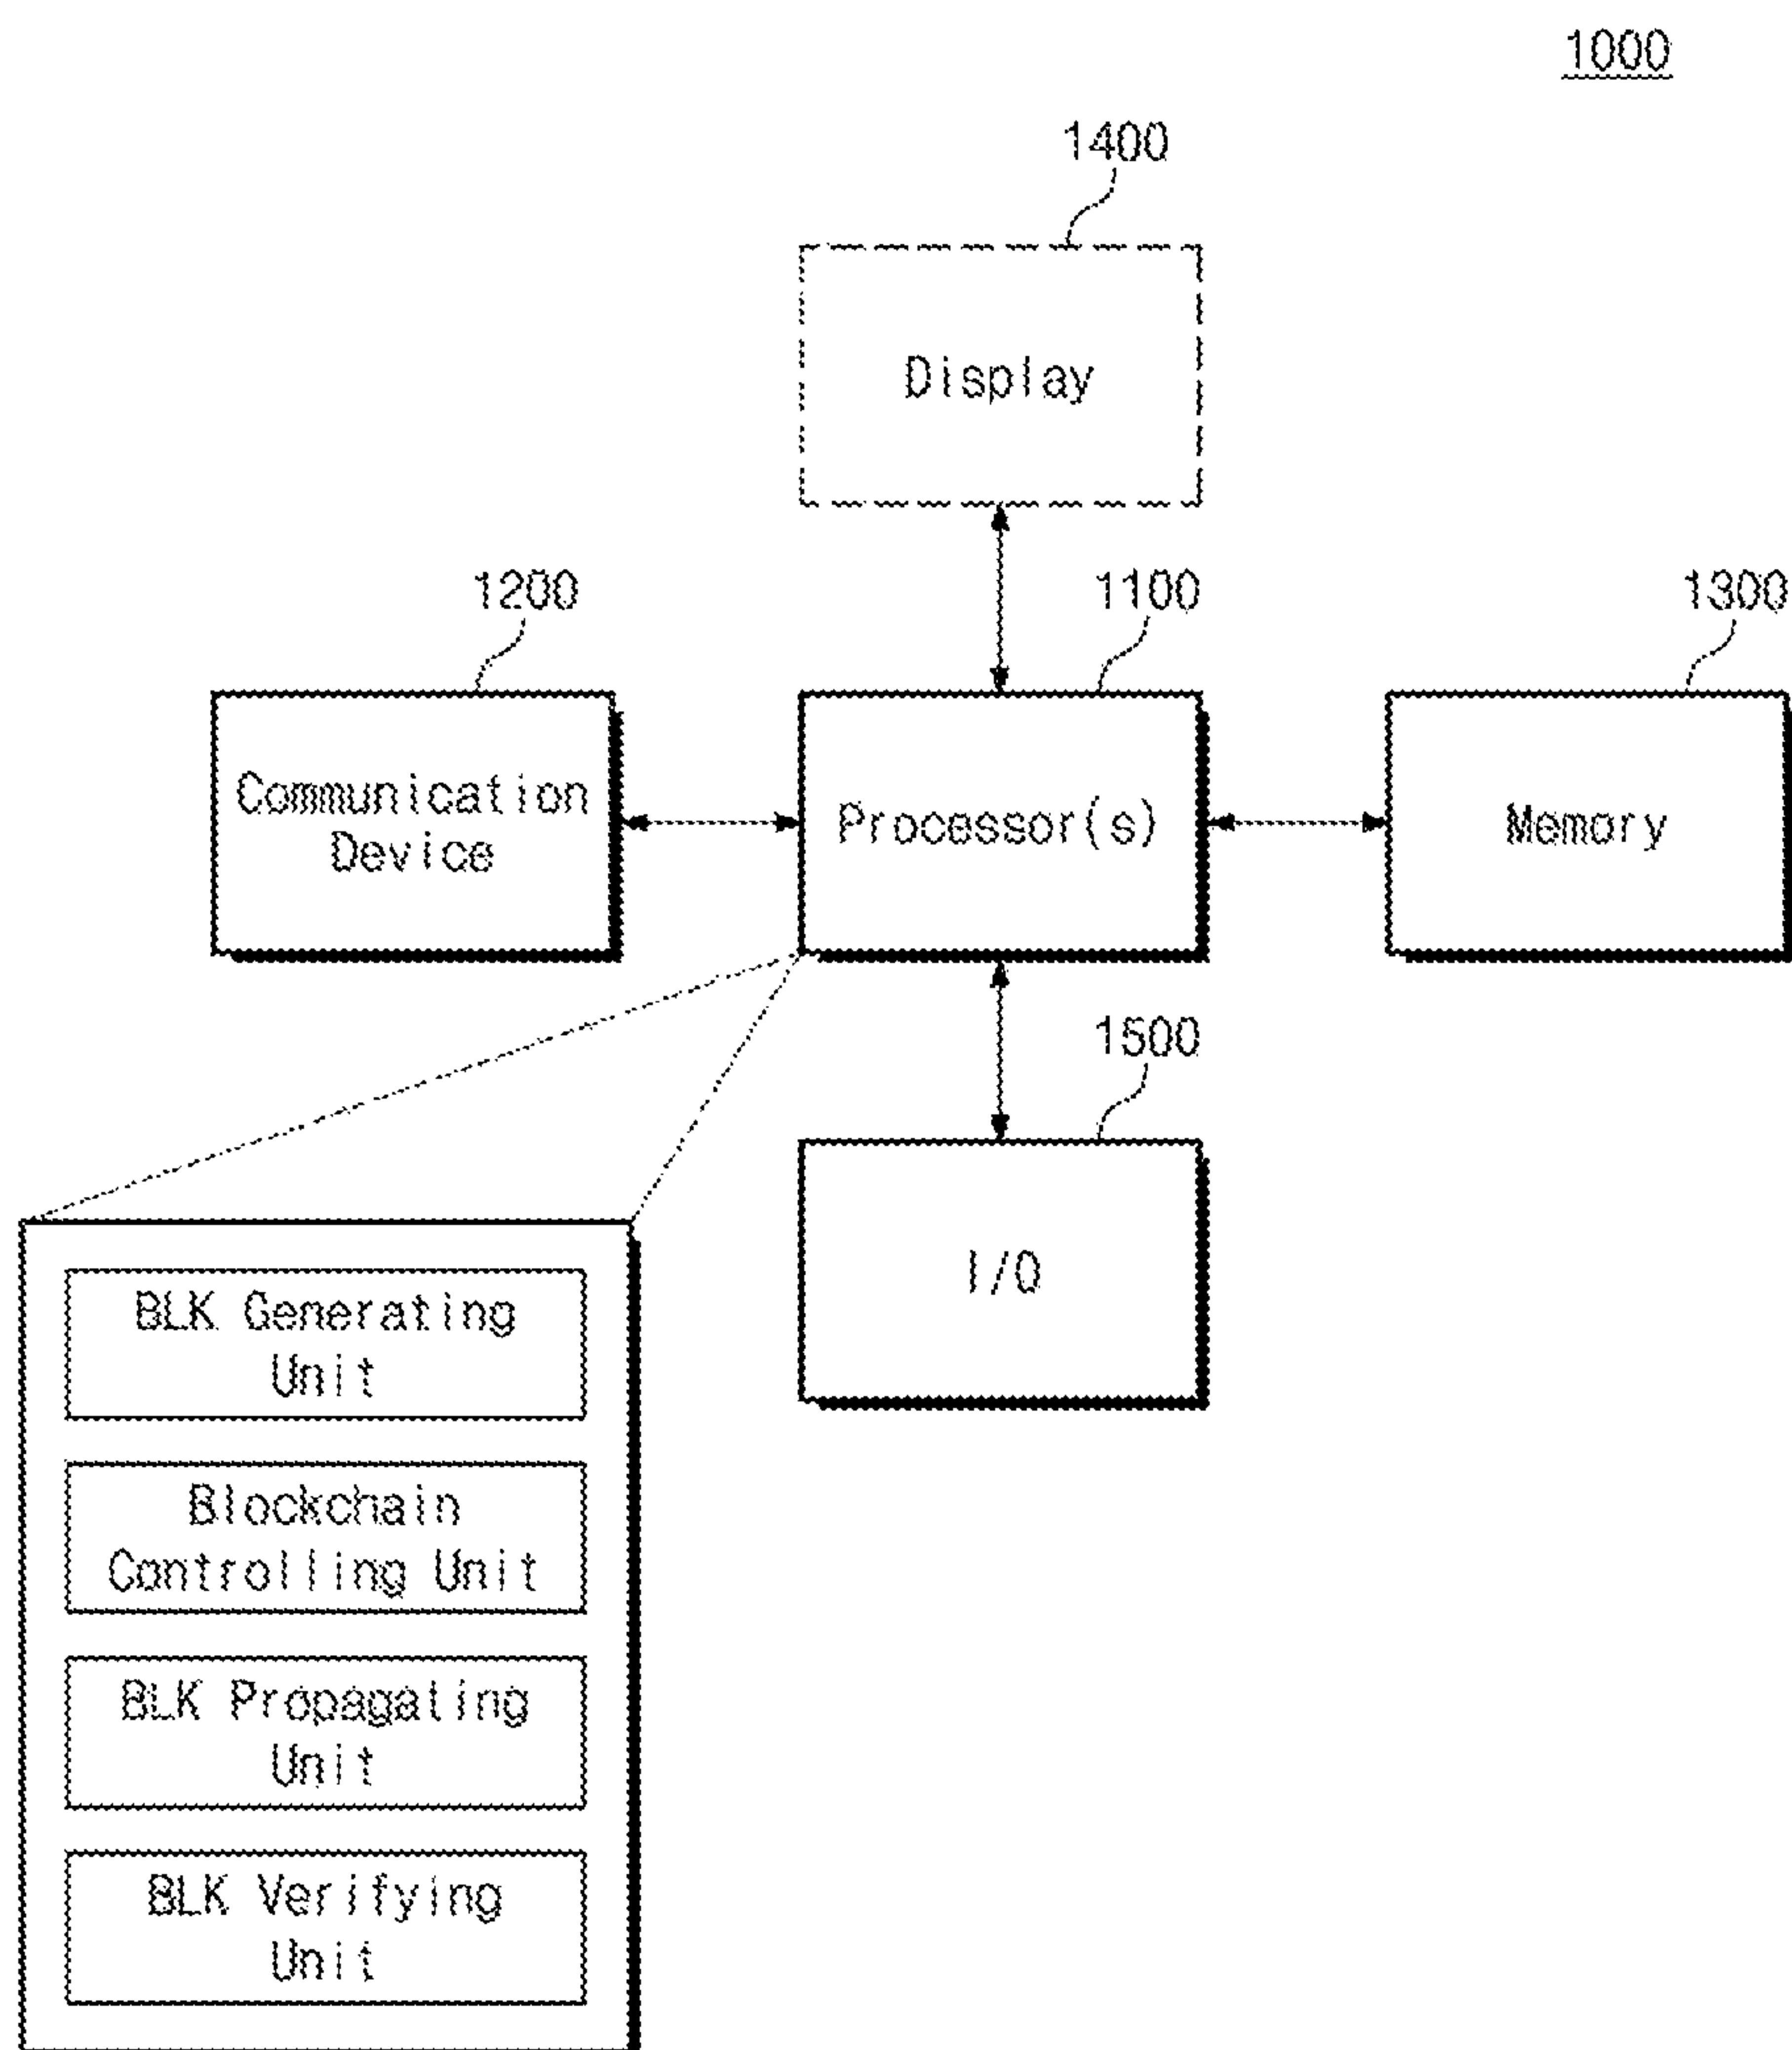 1000
1400
Display
1200
1100
1300
Communication
Device
Processor(s)
Memory
1500
I/O
BLK Generating
Unit
Blockchain
Controlling Unit
BLK Propagating
Unit
BLK Verifying
Unit